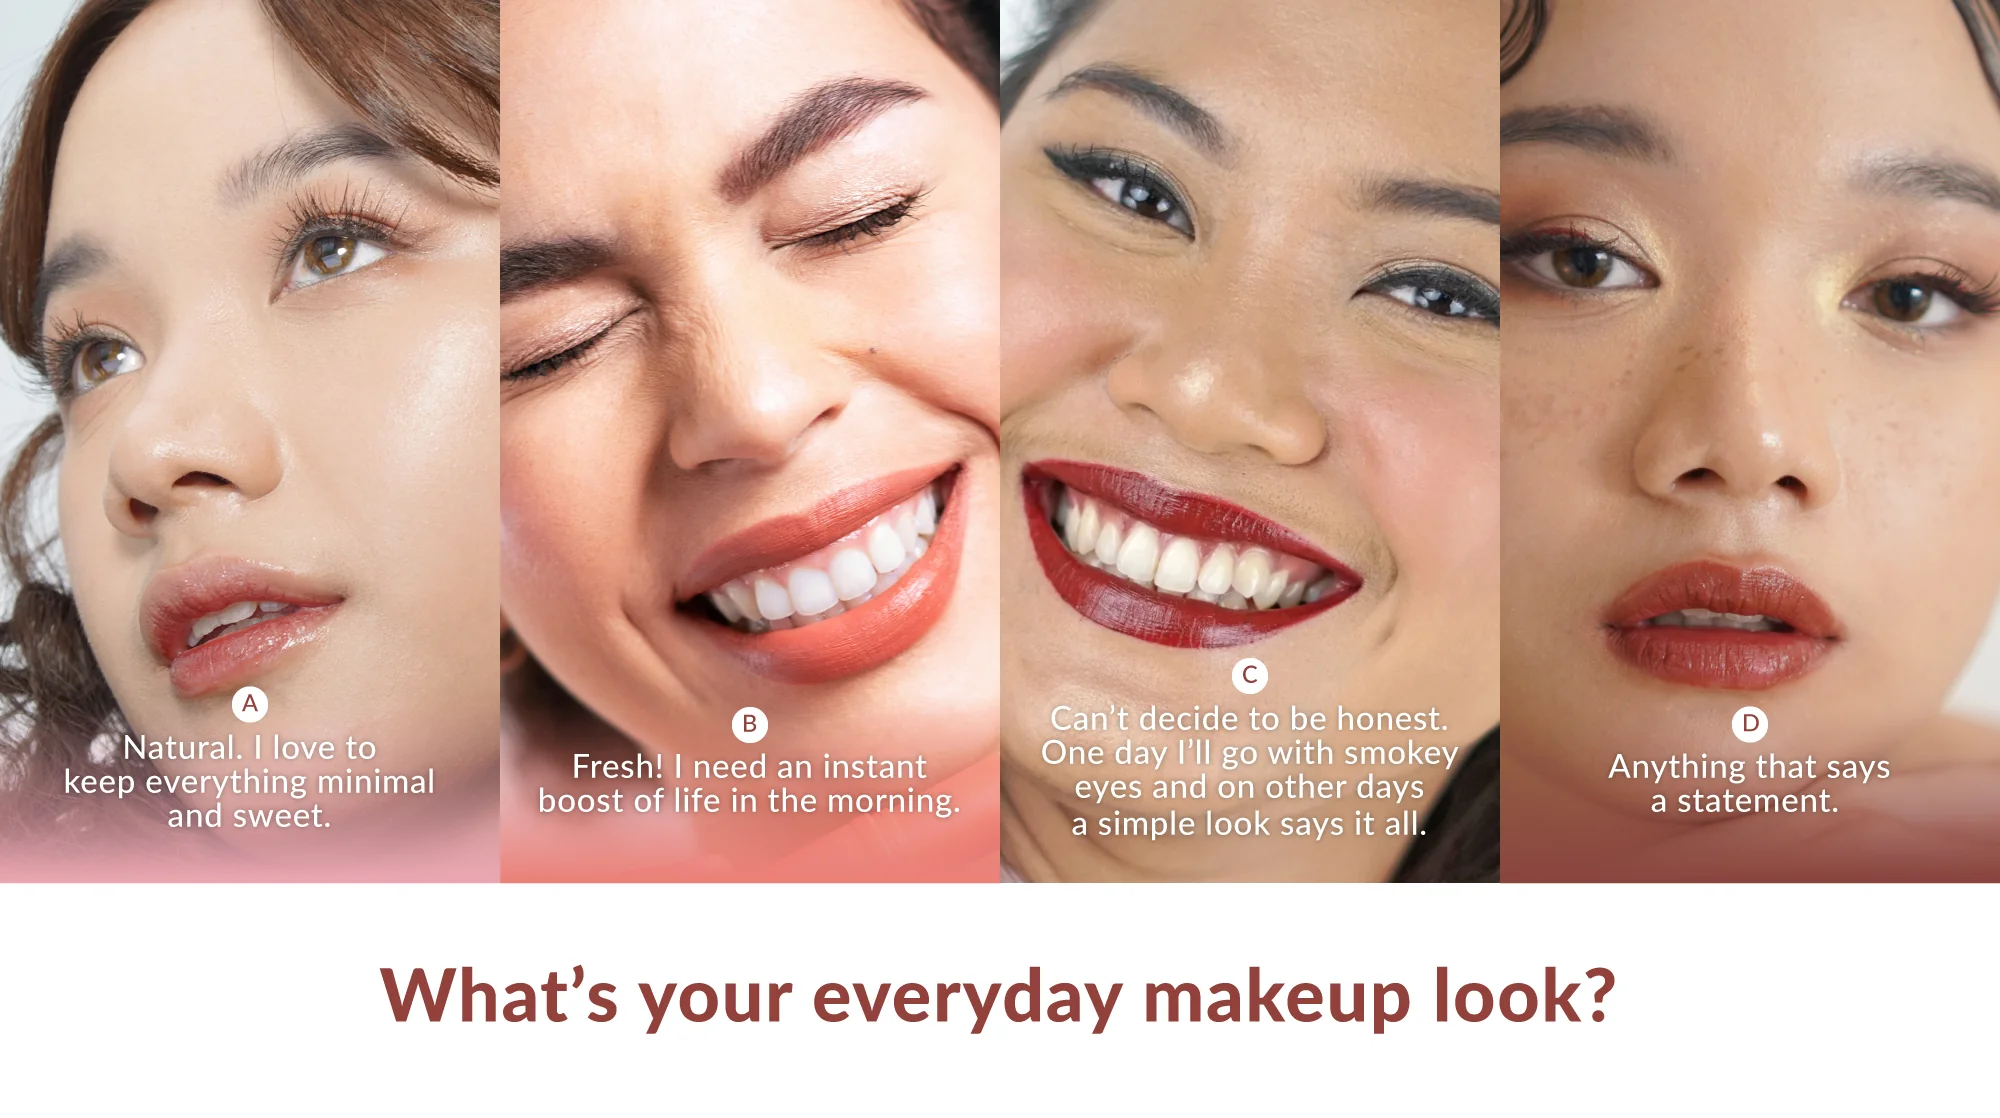 A
Natural. I love to
keep everything minimal
and sweet.
B
Fresh! I need an instant
boost of life in the morning.
C
Can’t decide to be honest.
One day I’ll go with smokey
eyes and on other days
a simple look says it all.
D
Anything that says
a statement.
What’s your everyday makeup look?